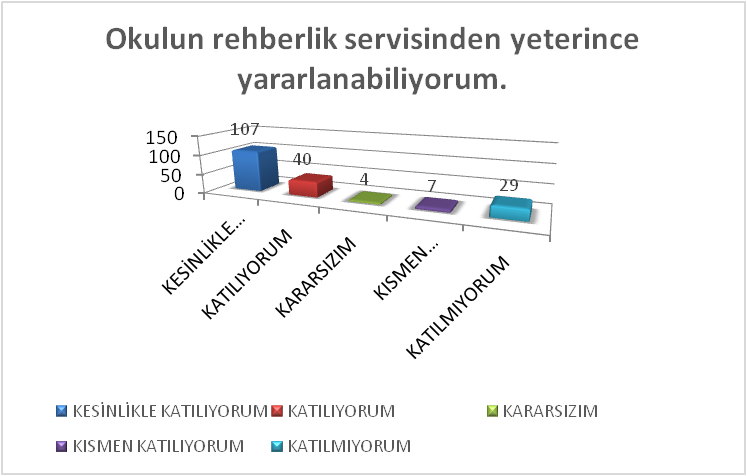 Okulun rehberlik servisinden yeterince
yararlanabiliyorum.
150
100
50
0
107
40
4
7
29
KESİNLİKLE...
KATILIYORUM
KARARSIZIM
KISMEN...
KATILMIYORUM
KESİNLİKLE KATILIYORUM
KATILIYORUM
KARARSIZIM
KISMEN KATILIYORUM
KATILMIYORUM